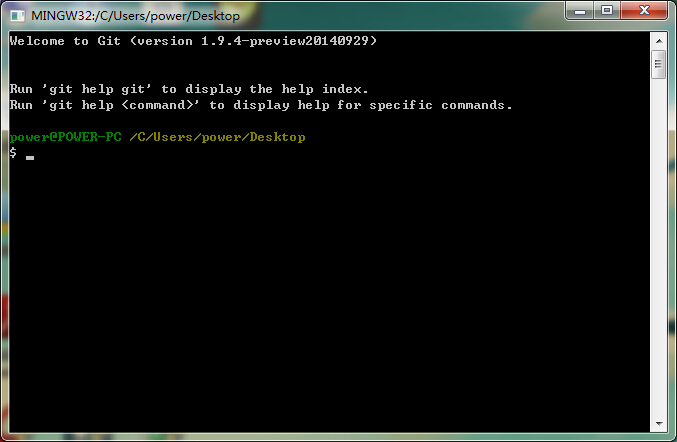 MINGW32:/C/Users/power/Desktop
Welcome to Git (version 1.9.4-preview20140929)
Run 'git help git' to display the help index.
Run 'git help <command>' to display help for specific commands.
power@POWER-PC /C/Users/power/Desktop
$